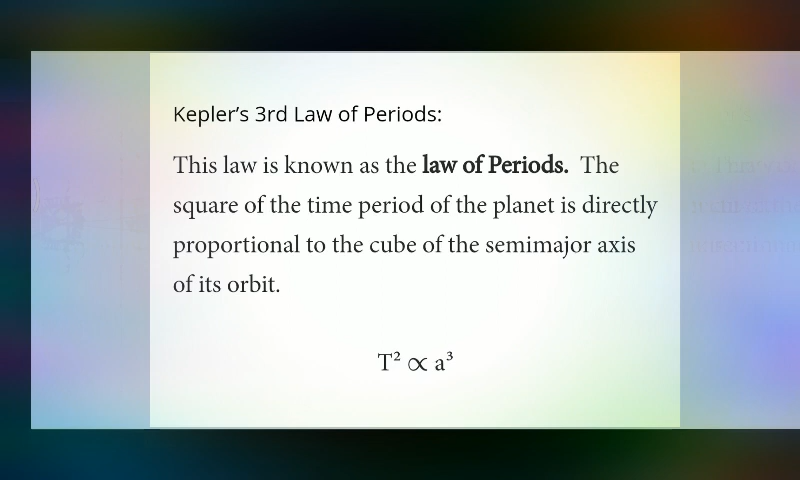 Kepler’s 3rd Law of Periods:
This law is known as the law of Periods. The
square of the time period of the planet is directly
proportional to the cube of the semimajor axis
of its orbit.
T² ∝ a³